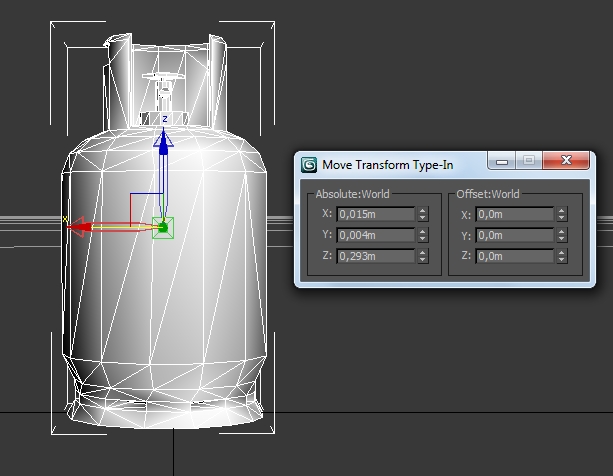 Move Transform Type-In
Absolute:World
X: 0,015m
Y: 0,004m
Z: 0,293m
Offset:World
X: 0,0m
Y: 0,0m
Z: 0,0m
z
x